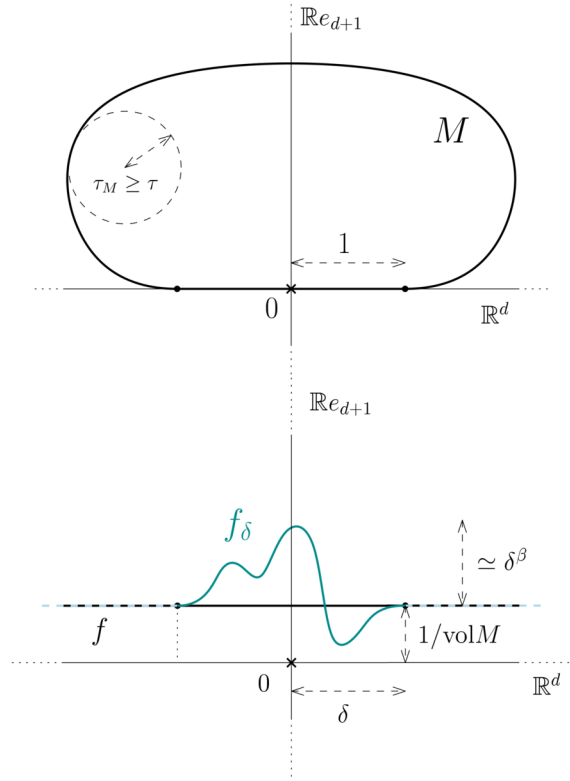 ℝe_{d+1}
M
τ_M ≥ τ
1
0
ℝ^d
ℝe_{d+1}
f_δ
≃ δ^β
f
1/volM
0
ℝ^d
δ